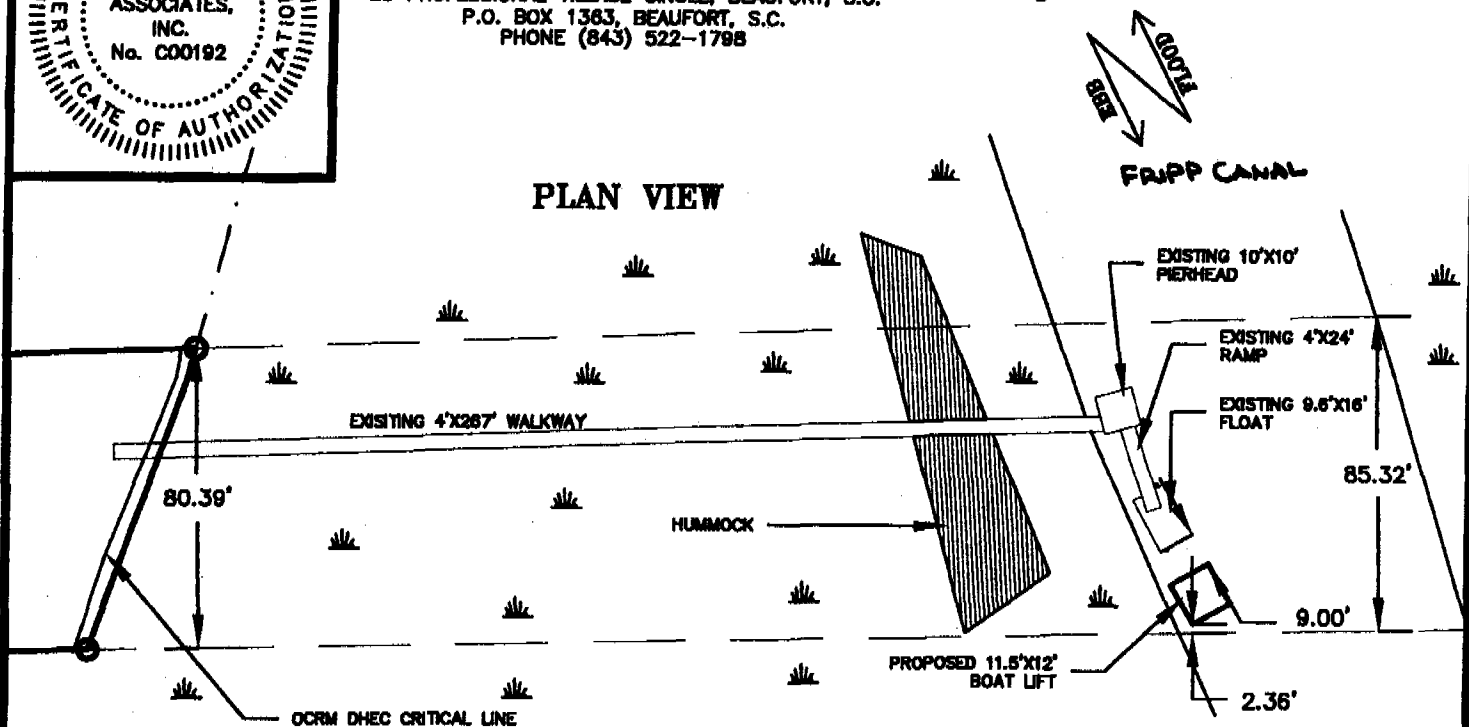 ASSOCIATES,
INC.
No. C00192
CERTIFICATE OF AUTHORIZATION
P.O. BOX 1363, BEAUFORT, S.C.
PHONE (843) 522-1798
EBB
FLOOD
FRIPP CANAL
PLAN VIEW
EXISTING 10'X10'
PIERHEAD
EXISTING 4'X24'
RAMP
EXISTING 9.6'X16'
FLOAT
EXISITING 4'X267' WALKWAY
80.39'
85.32'
HUMMOCK
9.00'
PROPOSED 11.5'X12'
BOAT LIFT
2.36'
OCRM DHEC CRITICAL LINE